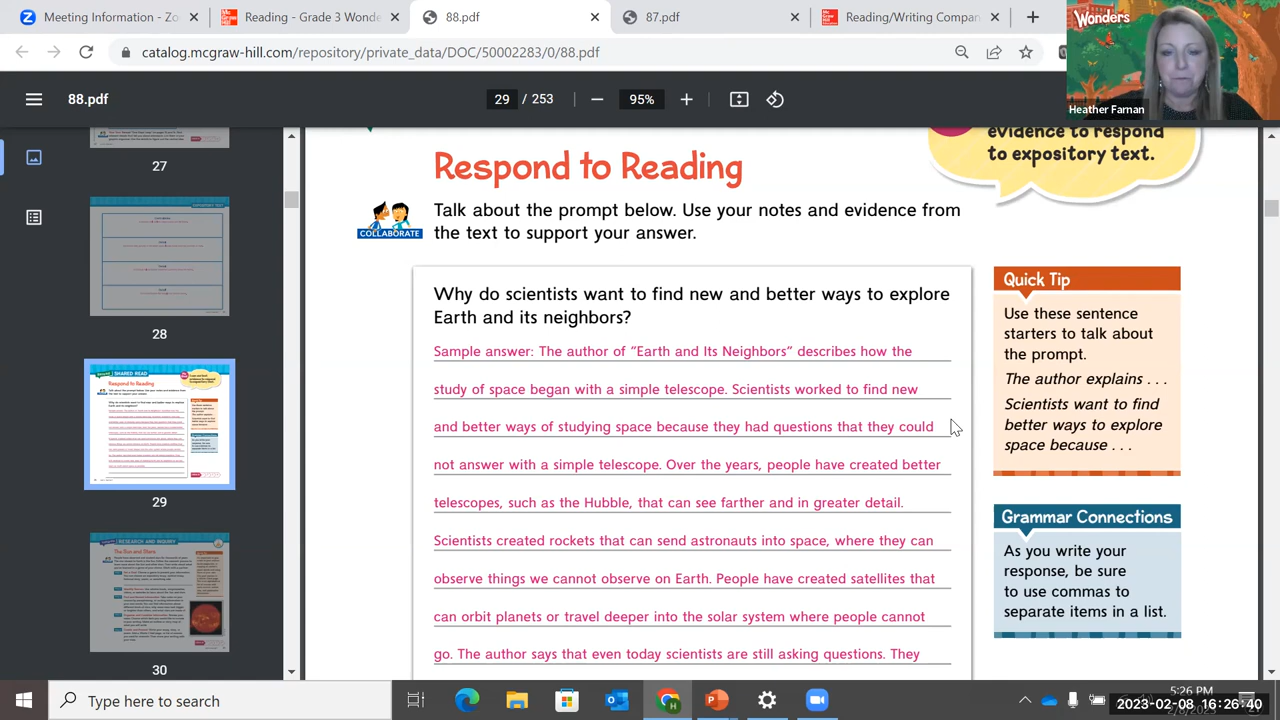 Meeting Information - Zo
Reading - Grade 3 Wond
88.pdf
87.pdf
Reading/Writing Compan
catalog.mcgraw-hill.com/repository/private_data/DOC/50002283/0/88.pdf
Wonders
Heather Farnan
88.pdf
29 / 253
95%
27
28
29
30
evidence to respond
to expository text.
Respond to Reading
COLLABORATE
Talk about the prompt below. Use your notes and evidence from
the text to support your answer.
Why do scientists want to find new and better ways to explore
Earth and its neighbors?
Sample answer: The author of “Earth and Its Neighbors” describes how the
study of space began with a simple telescope. Scientists wanted to find new
and better ways of studying space because they had questions that they could
not answer with a simple telescope. Over the years, people have created better
telescopes, such as the Hubble, that can see farther and in greater detail.
Scientists created rockets that can send astronauts into space, where they can
observe things we cannot observe on Earth. People have created satellites that
can orbit planets or travel deeper into the solar system where people cannot
go. The author says that even today scientists are still asking questions. They
Quick Tip
Use these sentence
starters to talk about
the prompt.
The author explains . . .
Scientists want to find
better ways to explore
space because . . .
Grammar Connections
As you write your
response, be sure
to use commas to
separate items in a list.
Type here to search
5:26 PM
2023-02-08 16:26:40